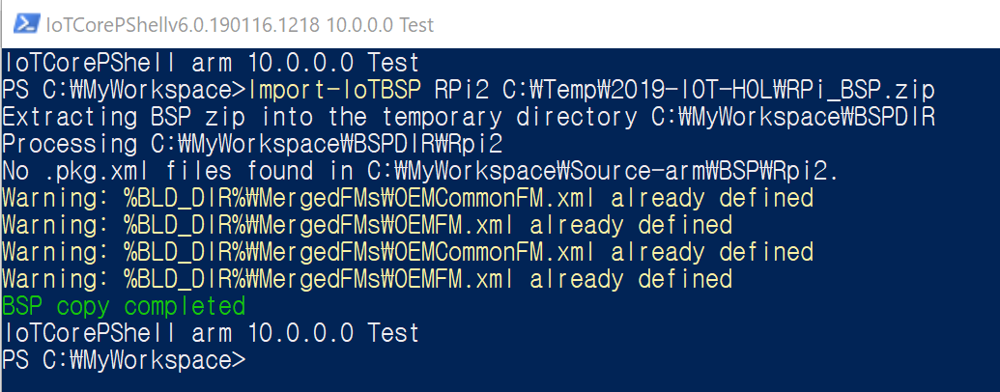 IoTCorePShellv6.0.190116.1218 10.0.0.0 Test
IoTCorePShell arm 10.0.0.0 Test
PS C:₩MyWorkspace>Import-IoTBSP RPi2 C:₩Temp₩2019-IOT-HOL₩RPi_BSP.zip
Extracting BSP zip into the temporary directory C:₩MyWorkspace₩BSPDIR
Processing C:₩MyWorkspace₩BSPDIR₩Rpi2
No .pkg.xml files found in C:₩MyWorkspace₩Source-arm₩BSP₩Rpi2.
Warning: %BLD_DIR%₩MergedFMs₩OEMCommonFM.xml already defined
Warning: %BLD_DIR%₩MergedFMs₩OEMFM.xml already defined
Warning: %BLD_DIR%₩MergedFMs₩OEMCommonFM.xml already defined
Warning: %BLD_DIR%₩MergedFMs₩OEMFM.xml already defined
BSP copy completed
IoTCorePShell arm 10.0.0.0 Test
PS C:₩MyWorkspace>